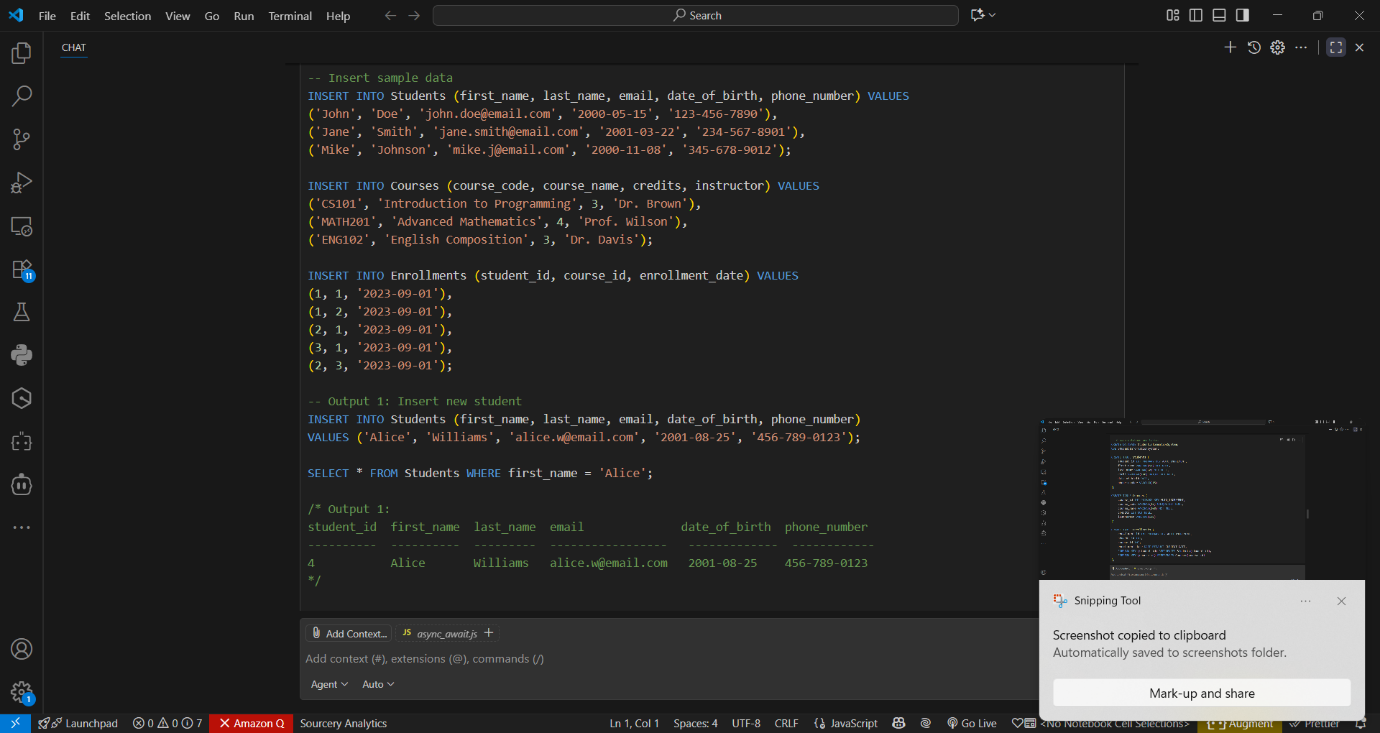 File Edit Selection View Go Run Terminal Help
Search
CHAT
-- Insert sample data
INSERT INTO Students (first_name, last_name, email, date_of_birth, phone_number) VALUES
('John', 'Doe', 'john.doe@email.com', '2000-05-15', '123-456-7890'),
('Jane', 'Smith', 'jane.smith@email.com', '2001-03-22', '234-567-8901'),
('Mike', 'Johnson', 'mike.j@email.com', '2000-11-08', '345-678-9012');
INSERT INTO Courses (course_code, course_name, credits, instructor) VALUES
('CS101', 'Introduction to Programming', 3, 'Dr. Brown'),
('MATH201', 'Advanced Mathematics', 4, 'Prof. Wilson'),
('ENG102', 'English Composition', 3, 'Dr. Davis');
INSERT INTO Enrollments (student_id, course_id, enrollment_date) VALUES
(1, 1, '2023-09-01'),
(1, 2, '2023-09-01'),
(2, 1, '2023-09-01'),
(3, 1, '2023-09-01'),
(2, 3, '2023-09-01');
-- Output 1: Insert new student
INSERT INTO Students (first_name, last_name, email, date_of_birth, phone_number)
VALUES ('Alice', 'Williams', 'alice.w@email.com', '2001-08-25', '456-789-0123');
SELECT * FROM Students WHERE first_name = 'Alice';
/* Output 1:
student_id first_name last_name email date_of_birth phone_number
---------- ---------- --------- ----------------- ------------- ------------
4 Alice Williams alice.w@email.com 2001-08-25 456-789-0123
*/
11
Add Context... JS async_await.js +
Add context (#), extensions (@), commands (/)
Agent Auto
Snipping Tool
Screenshot copied to clipboard
Automatically saved to screenshots folder.
Mark-up and share
1
Launchpad 0 0 7 Amazon Q Sourcery Analytics Ln 1, Col 1 Spaces: 4 UTF-8 CRLF {} JavaScript Go Live <No Notebook Cell Selections> Augment Prettier